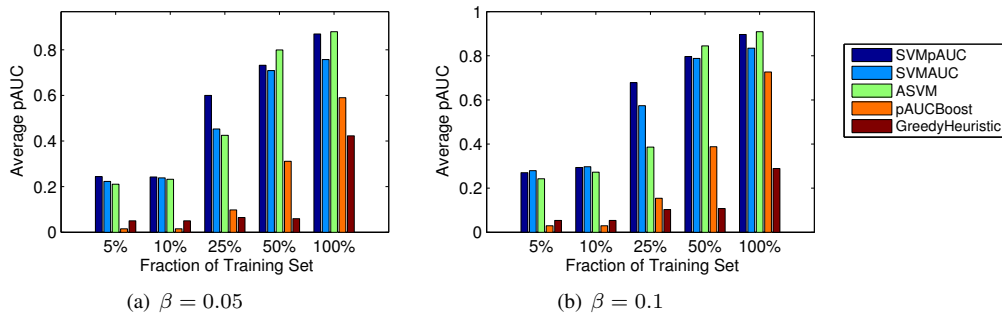 0.8
0.6
0.4
0.2
0
Average pAUC
5% 10% 25% 50% 100%
Fraction of Training Set
(a) β = 0.05
1
0.8
0.6
0.4
0.2
0
Average pAUC
5% 10% 25% 50% 100%
Fraction of Training Set
(b) β = 0.1
SVMpAUC
SVMAUC
ASVM
pAUCBoost
GreedyHeuristic